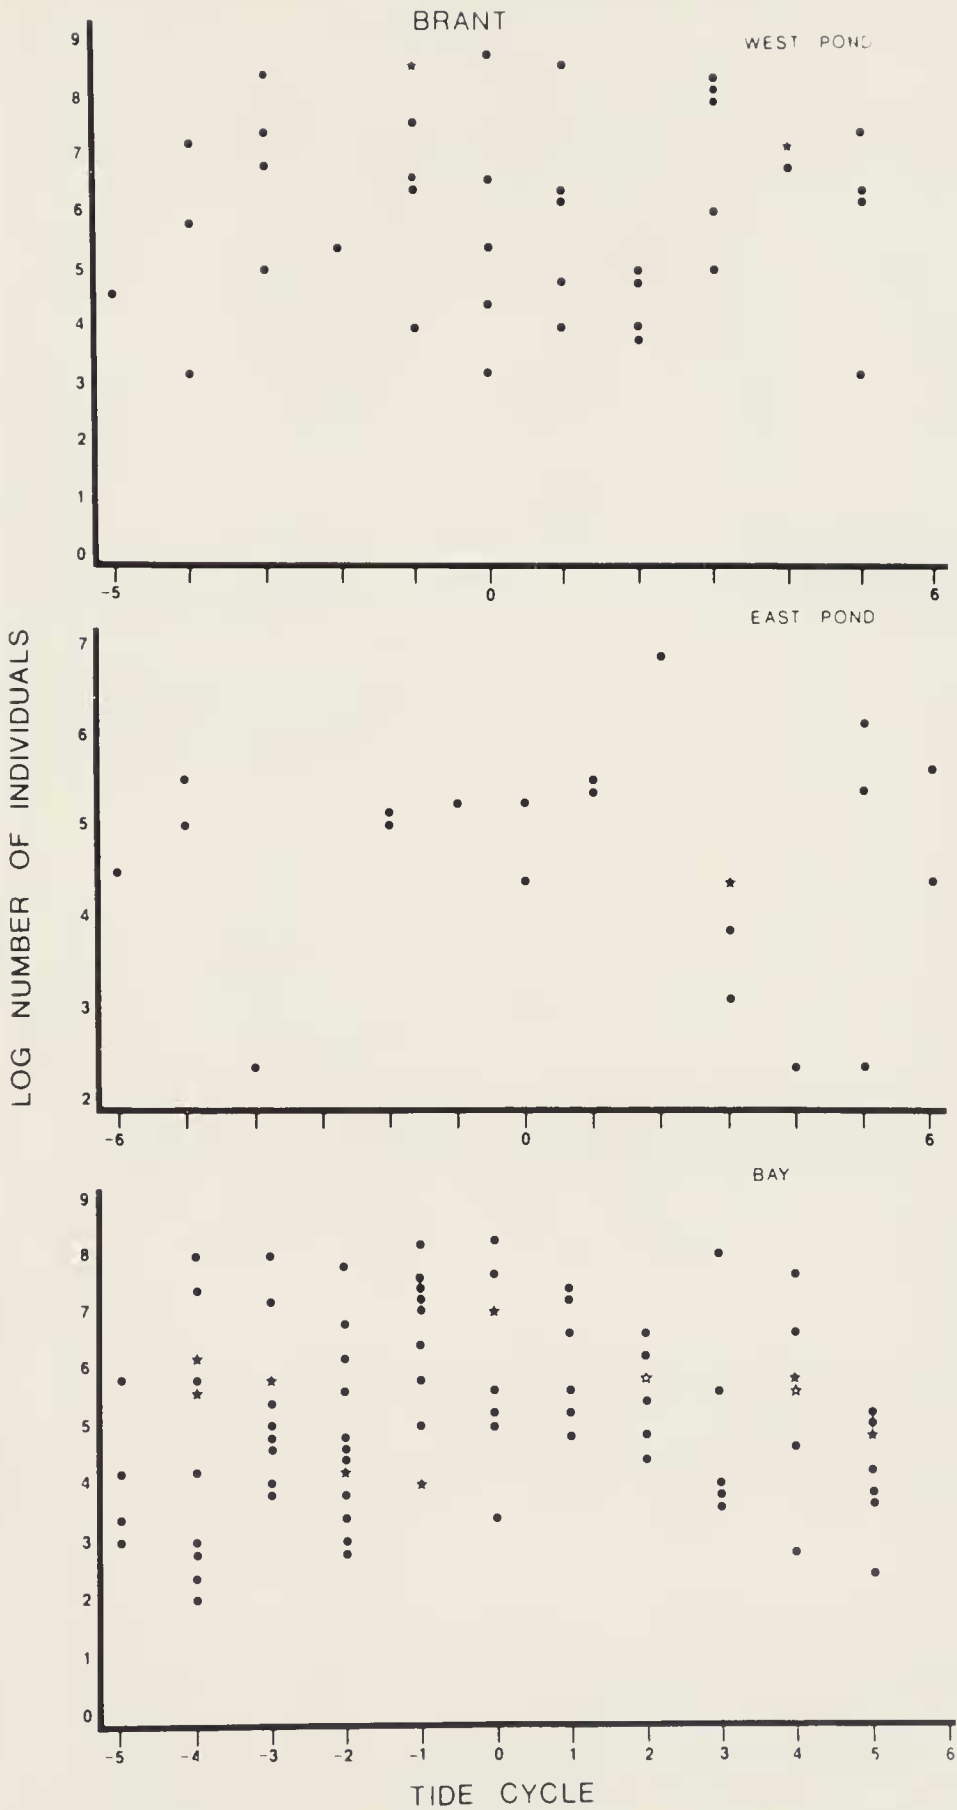 BRANT
WEST POND
9
8
7
6
5
4
3
2
1
0
-5 0 6
EAST POND
7
6
5
4
3
2
-6 0 6
BAY
9
8
7
6
5
4
3
2
1
0
-5 -4 -3 -2 -1 0 1 2 3 4 5 6
TIDE CYCLE
LOG NUMBER OF INDIVIDUALS